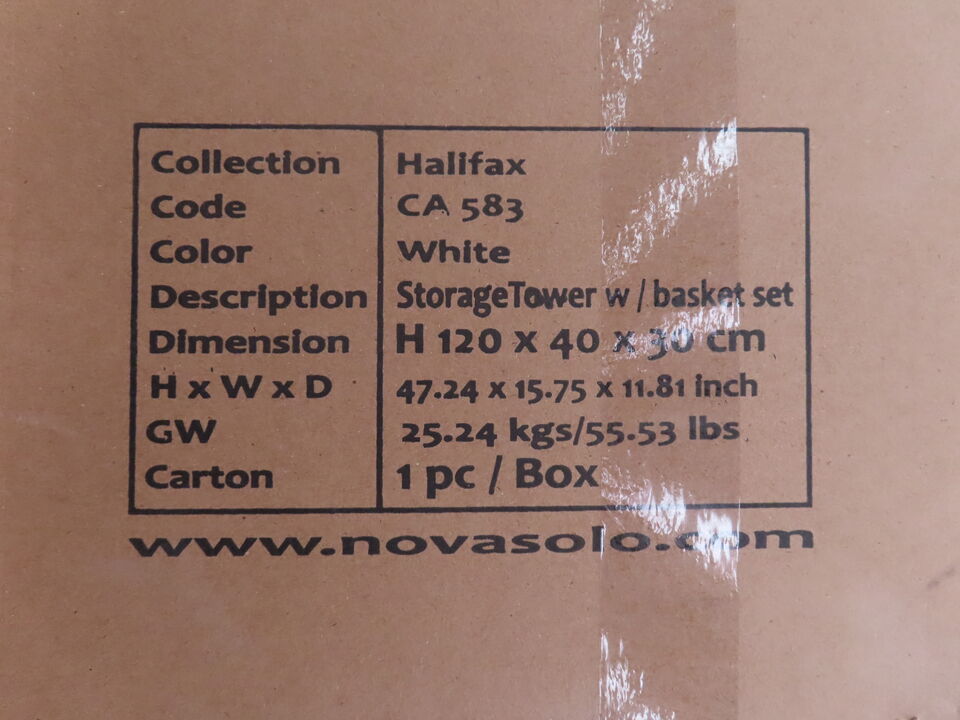 Collection Halifax
Code CA 583
Color White
Description StorageTower w / basket set
Dimension H 120 x 40 x 30 cm
H x W x D 47.24 x 15.75 x 11.81 inch
GW 25.24 kgs/55.53 lbs
Carton 1 pc / Box
www.novasolo.com